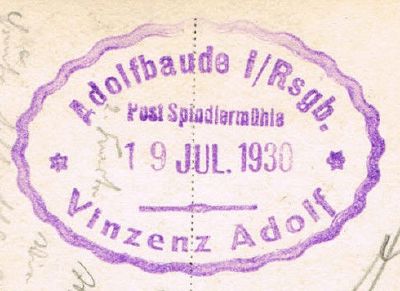 Adolfbaude i/Rsgb.
Post Spindlermühle
19 JUL. 1930
Vinzenz Adolf